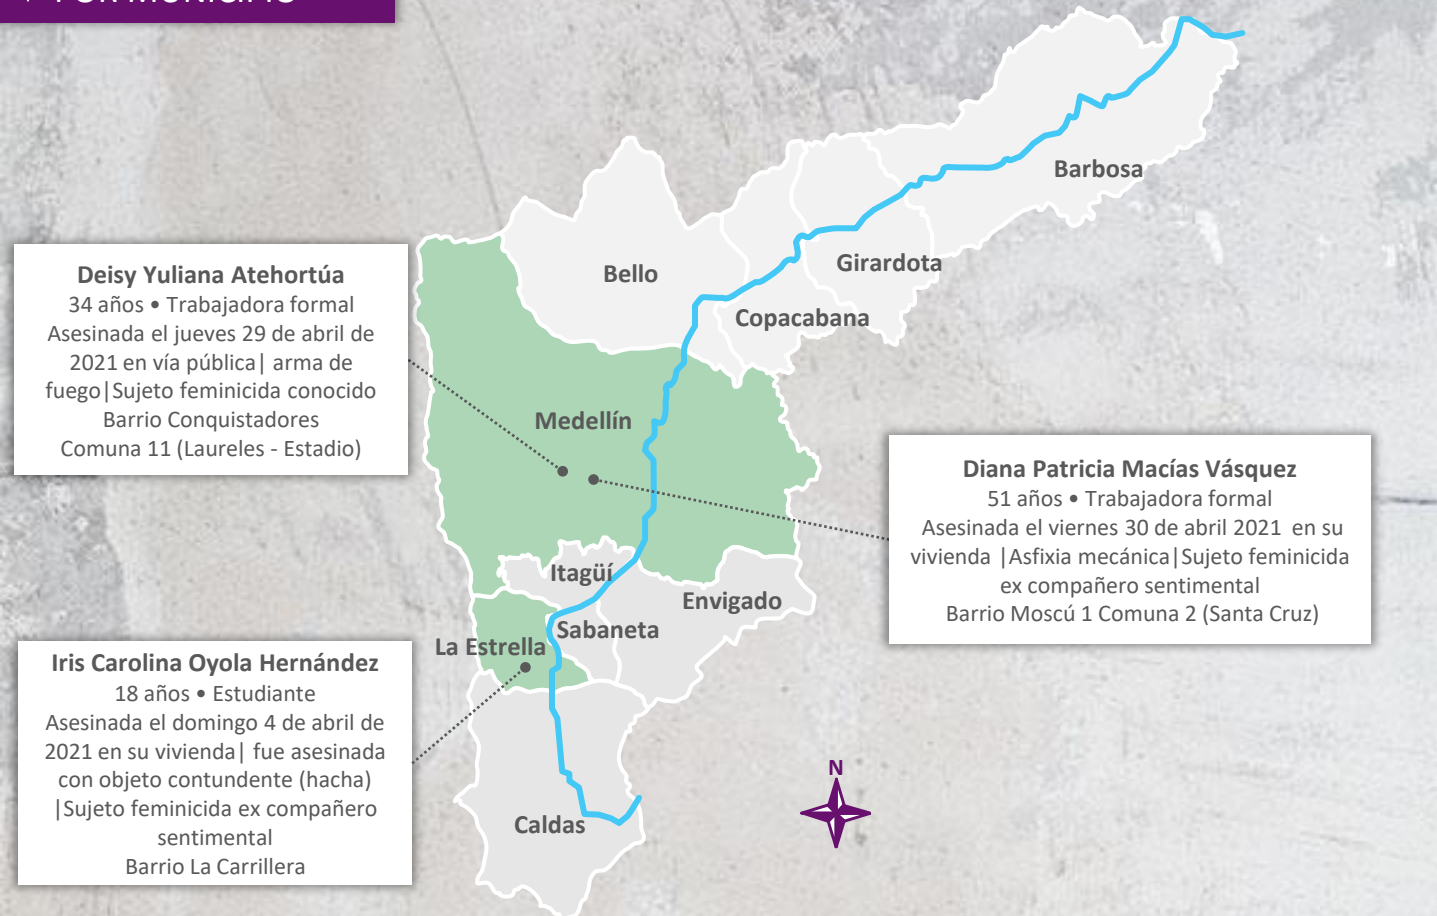 POR MUNICIPIO
Barbosa
Bello
Girardota
Copacabana
Deisy Yuliana Atehortúa
34 años • Trabajadora formal
Asesinada el jueves 29 de abril de
2021 en vía pública| arma de
fuego|Sujeto feminicida conocido
Barrio Conquistadores
Comuna 11 (Laureles - Estadio)
Medellín
Diana Patricia Macías Vásquez
51 años • Trabajadora formal
Asesinada el viernes 30 de abril 2021 en su
vivienda |Asfixia mecánica|Sujeto feminicida
ex compañero sentimental
Barrio Moscú 1 Comuna 2 (Santa Cruz)
Itagüí
Envigado
Sabaneta
La Estrella
Iris Carolina Oyola Hernández
18 años • Estudiante
Asesinada el domingo 4 de abril de
2021 en su vivienda| fue asesinada
con objeto contundente (hacha)
|Sujeto feminicida ex compañero
sentimental
Barrio La Carrillera
N
Caldas